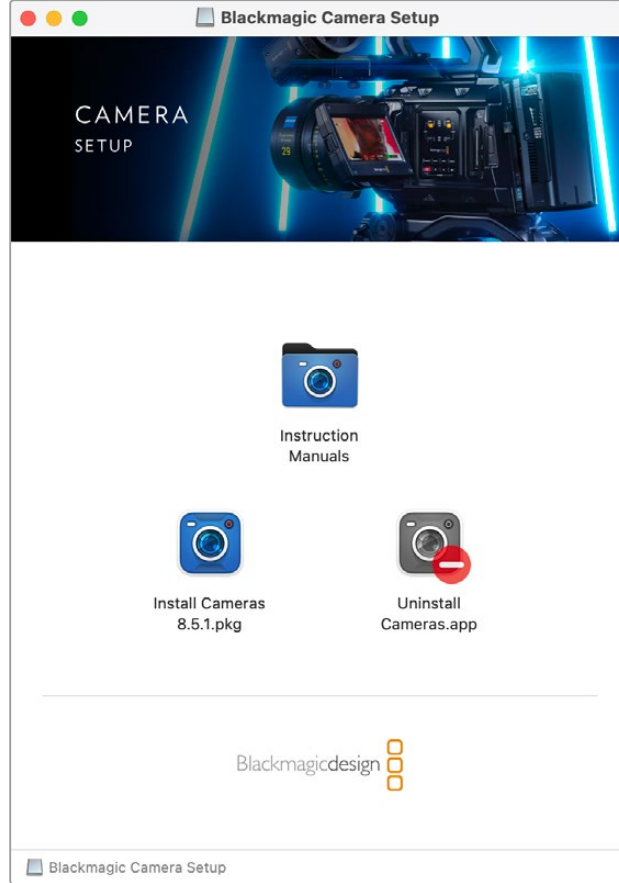 Blackmagic Camera Setup
CAMERA
SETUP
29
Instruction
Manuals
Install Cameras
8.5.1.pkg
Uninstall
Cameras.app
Blackmagicdesign
Blackmagic Camera Setup